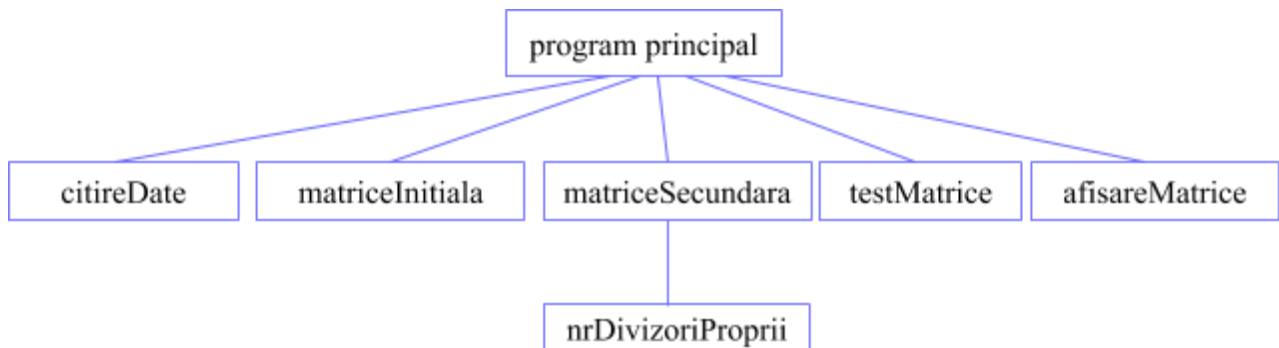 program principal
citireDate
matriceInitiala
matriceSecundara
testMatrice
afisareMatrice
nrDivizoriProprii